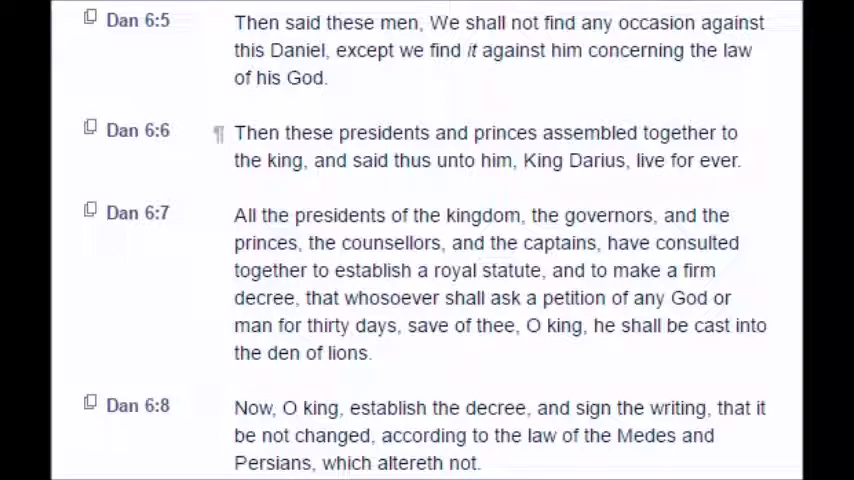 Dan 6:5 Then said these men, We shall not find any occasion against
this Daniel, except we find it against him concerning the law
of his God.
Dan 6:6 ¶ Then these presidents and princes assembled together to
the king, and said thus unto him, King Darius, live for ever.
Dan 6:7 All the presidents of the kingdom, the governors, and the
princes, the counsellors, and the captains, have consulted
together to establish a royal statute, and to make a firm
decree, that whosoever shall ask a petition of any God or
man for thirty days, save of thee, O king, he shall be cast into
the den of lions.
Dan 6:8 Now, O king, establish the decree, and sign the writing, that it
be not changed, according to the law of the Medes and
Persians, which altereth not.